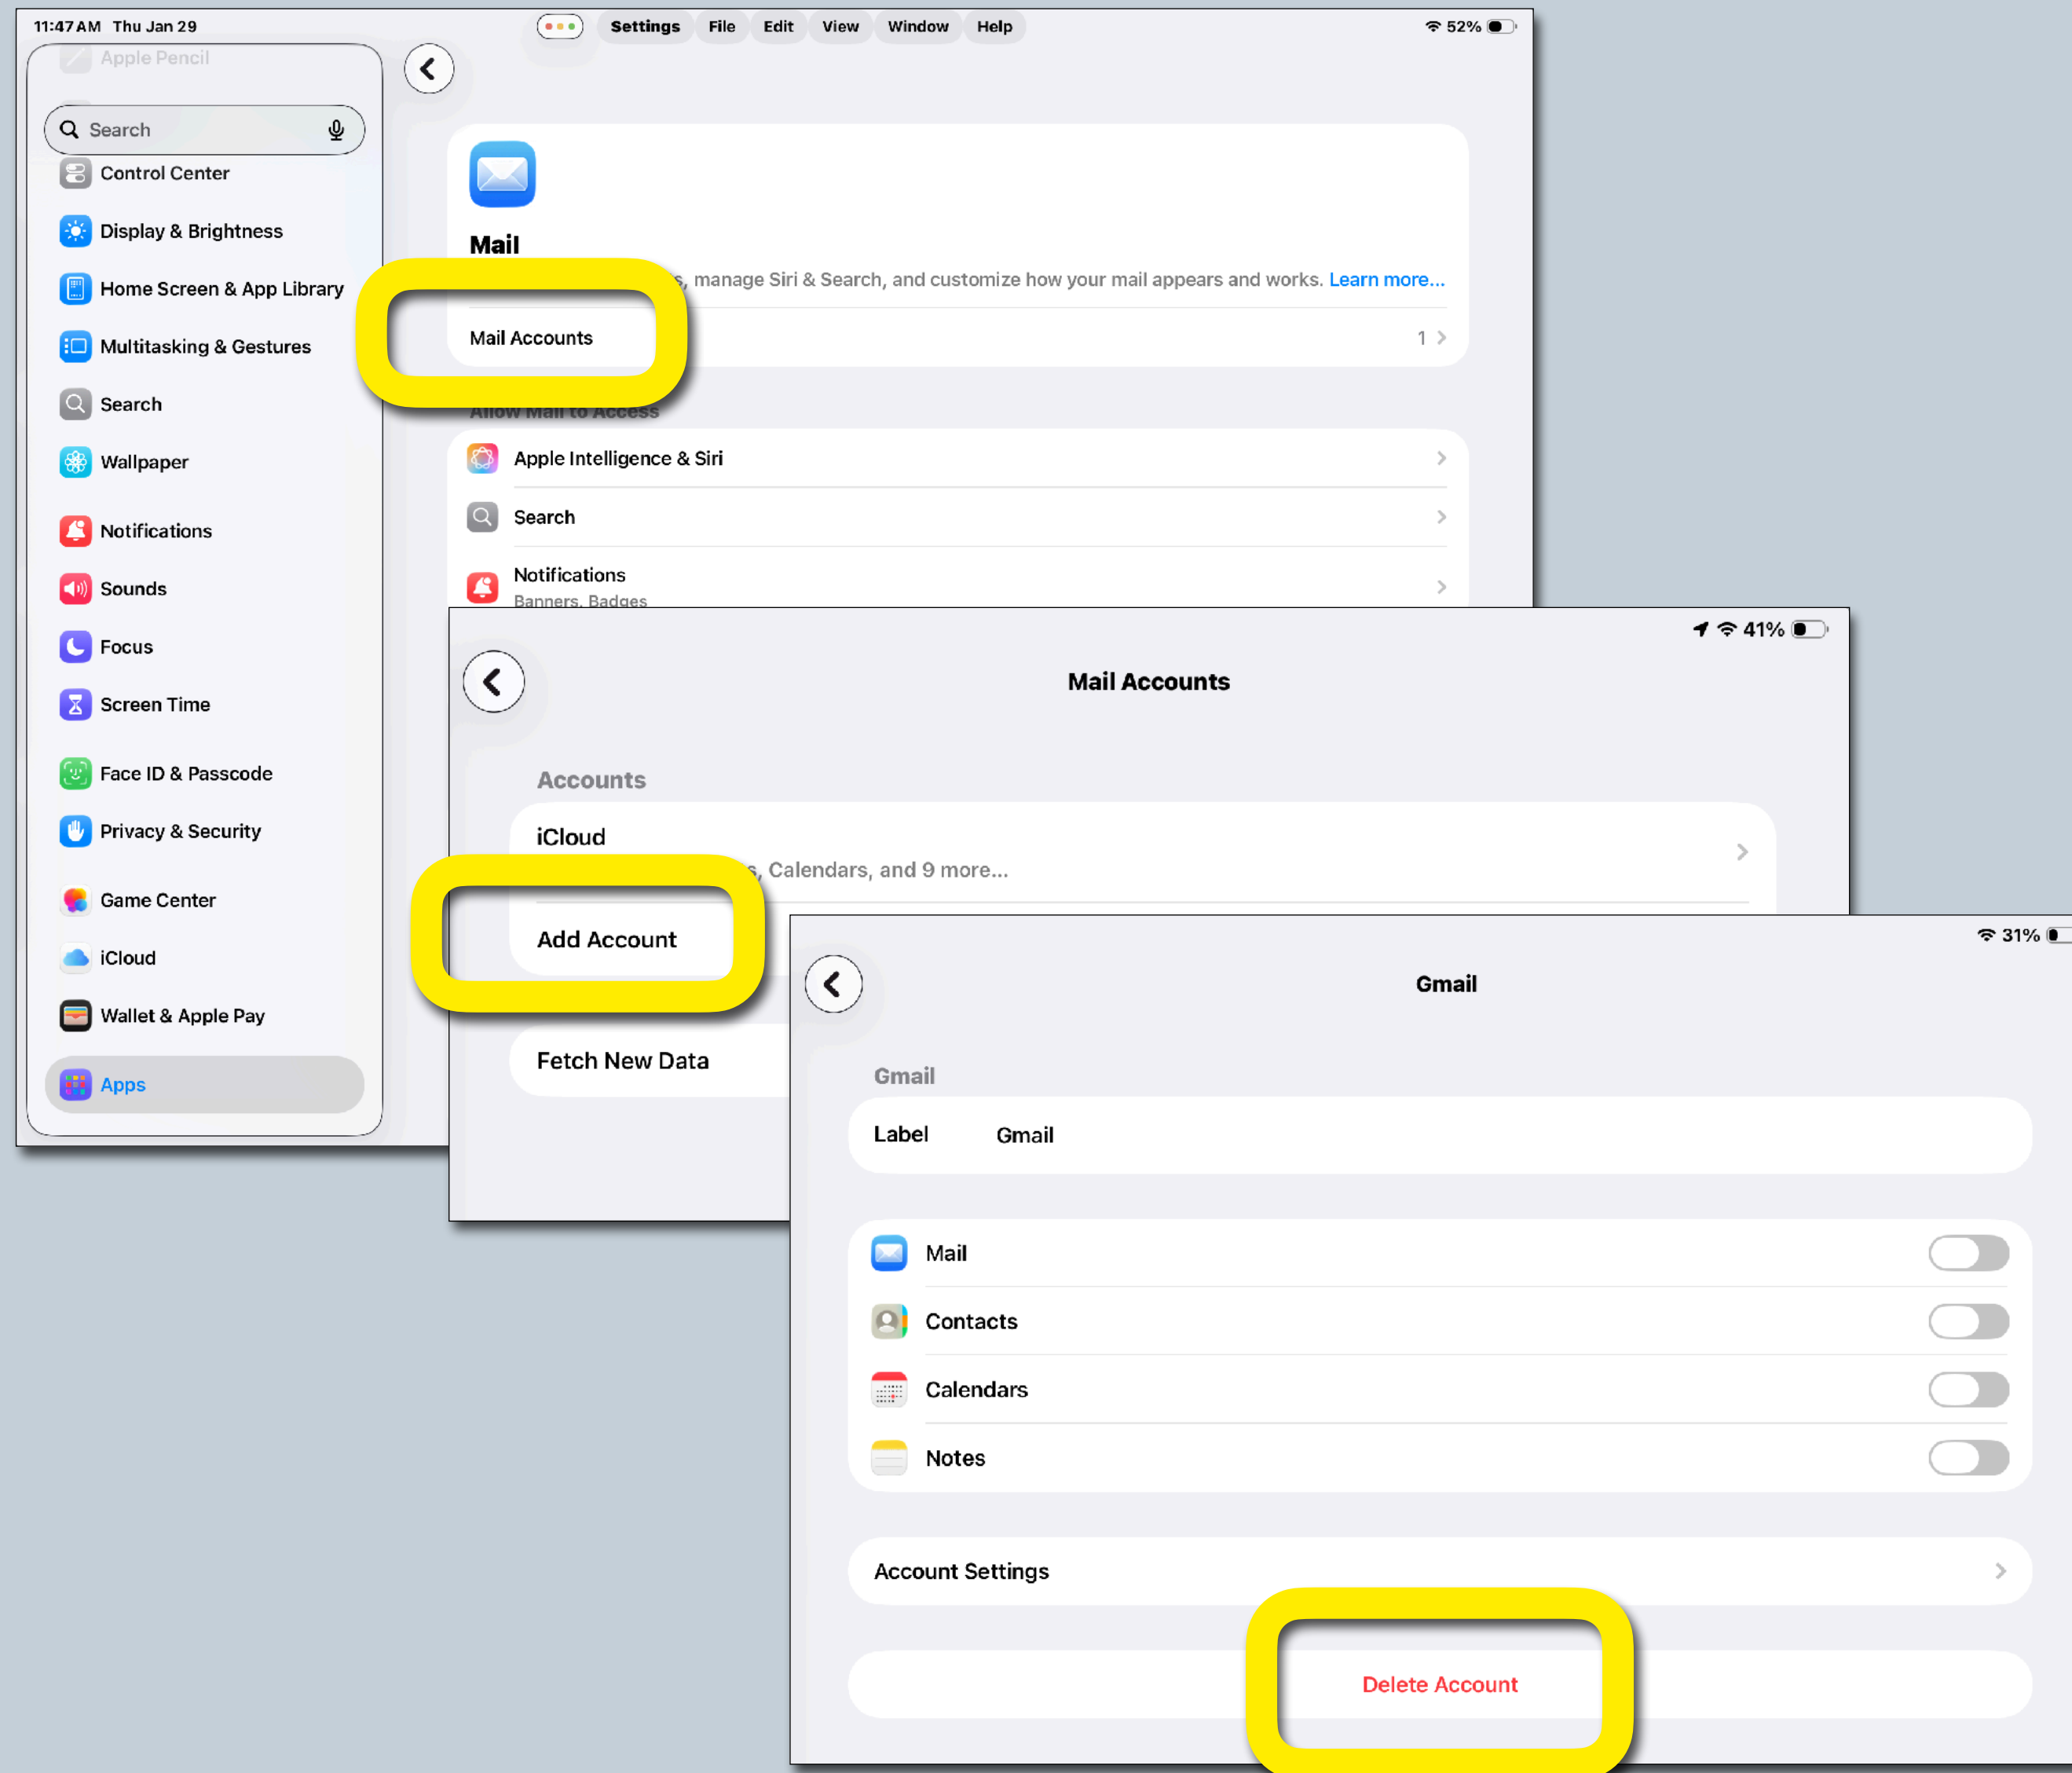 11:47 AM Thu Jan 29
Settings File Edit View Window Help
52%
Apple Pencil
Search
Control Center
Display & Brightness
Home Screen & App Library
Multitasking & Gestures
Search
Wallpaper
Notifications
Sounds
Focus
Screen Time
Face ID & Passcode
Privacy & Security
Game Center
iCloud
Wallet & Apple Pay
Apps
Mail
manage Siri & Search, and customize how your mail appears and works. Learn more...
Mail Accounts 1
Allow Mail to Access
Apple Intelligence & Siri
Search
Notifications
Banners, Badges
41%
Mail Accounts
Accounts
iCloud
Calendars, and 9 more...
Add Account
Fetch New Data
31%
Gmail
Gmail
Label Gmail
Mail
Contacts
Calendars
Notes
Account Settings
Delete Account